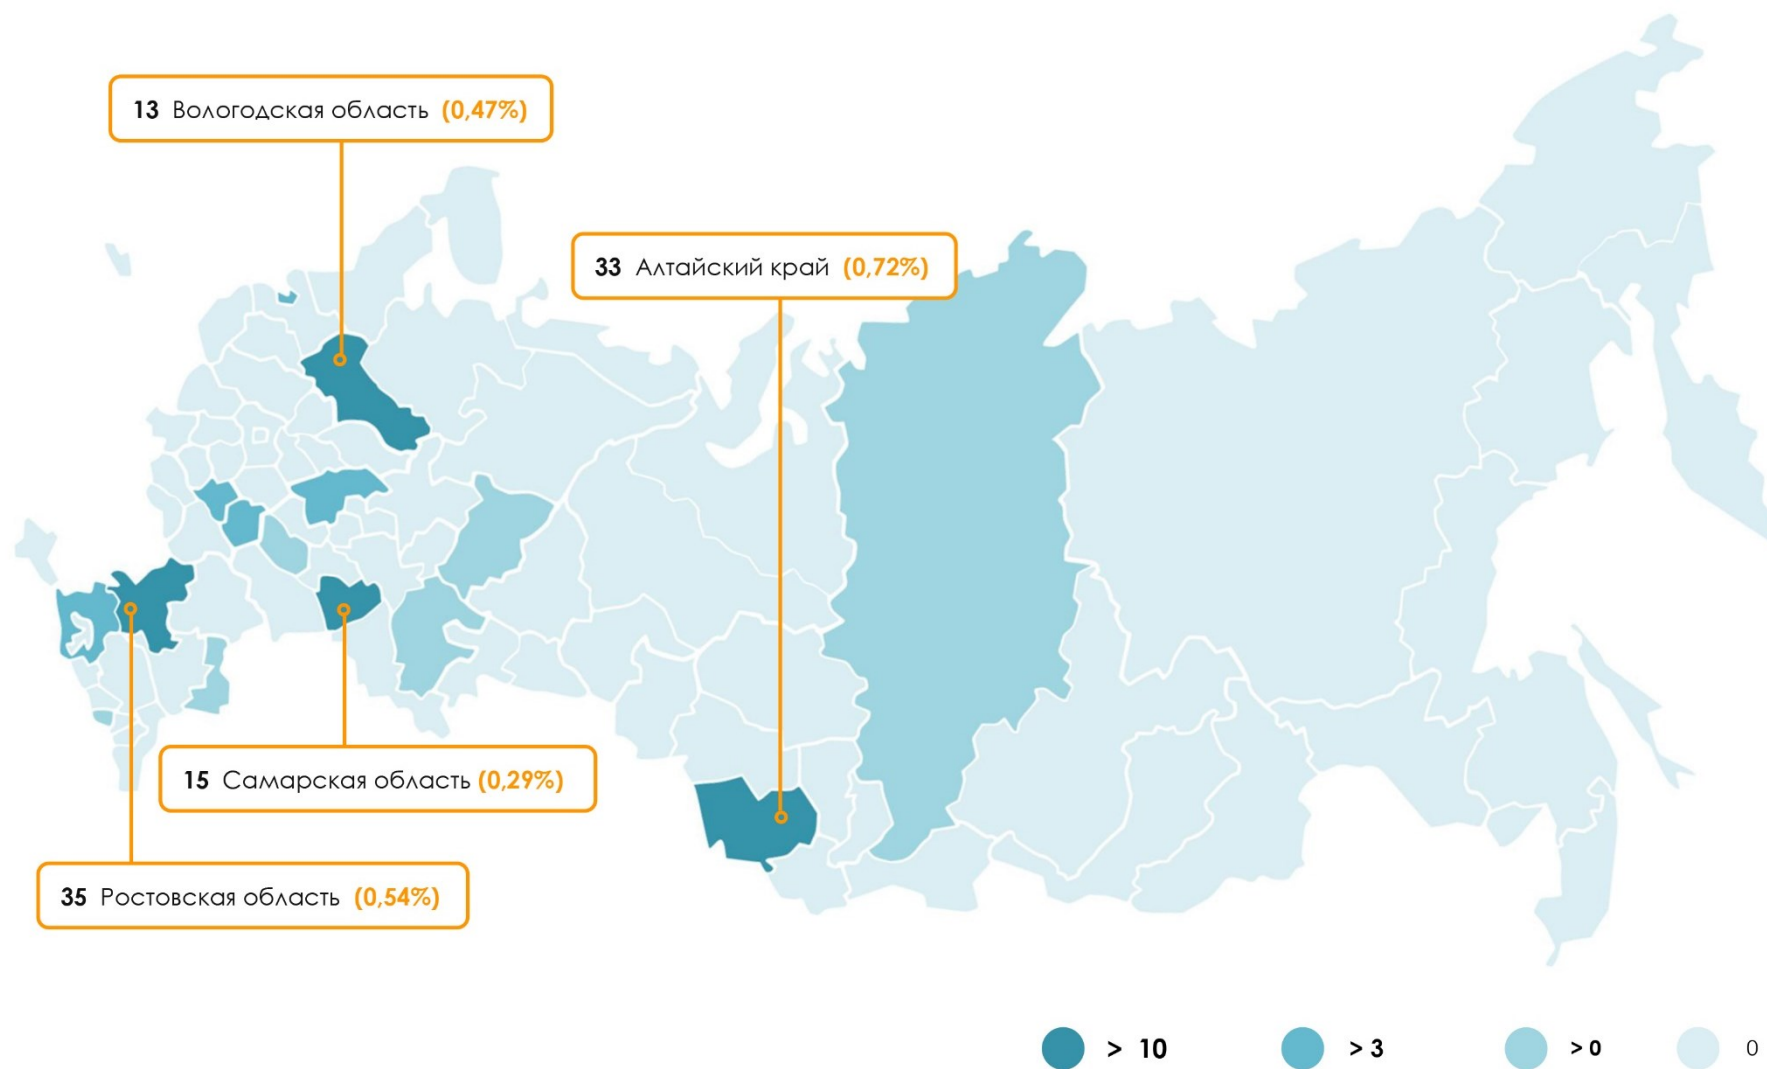 13 Вологодская область (0,47%)
33 Алтайский край (0,72%)
15 Самарская область (0,29%)
35 Ростовская область (0,54%)
> 10
> 3
> 0
0